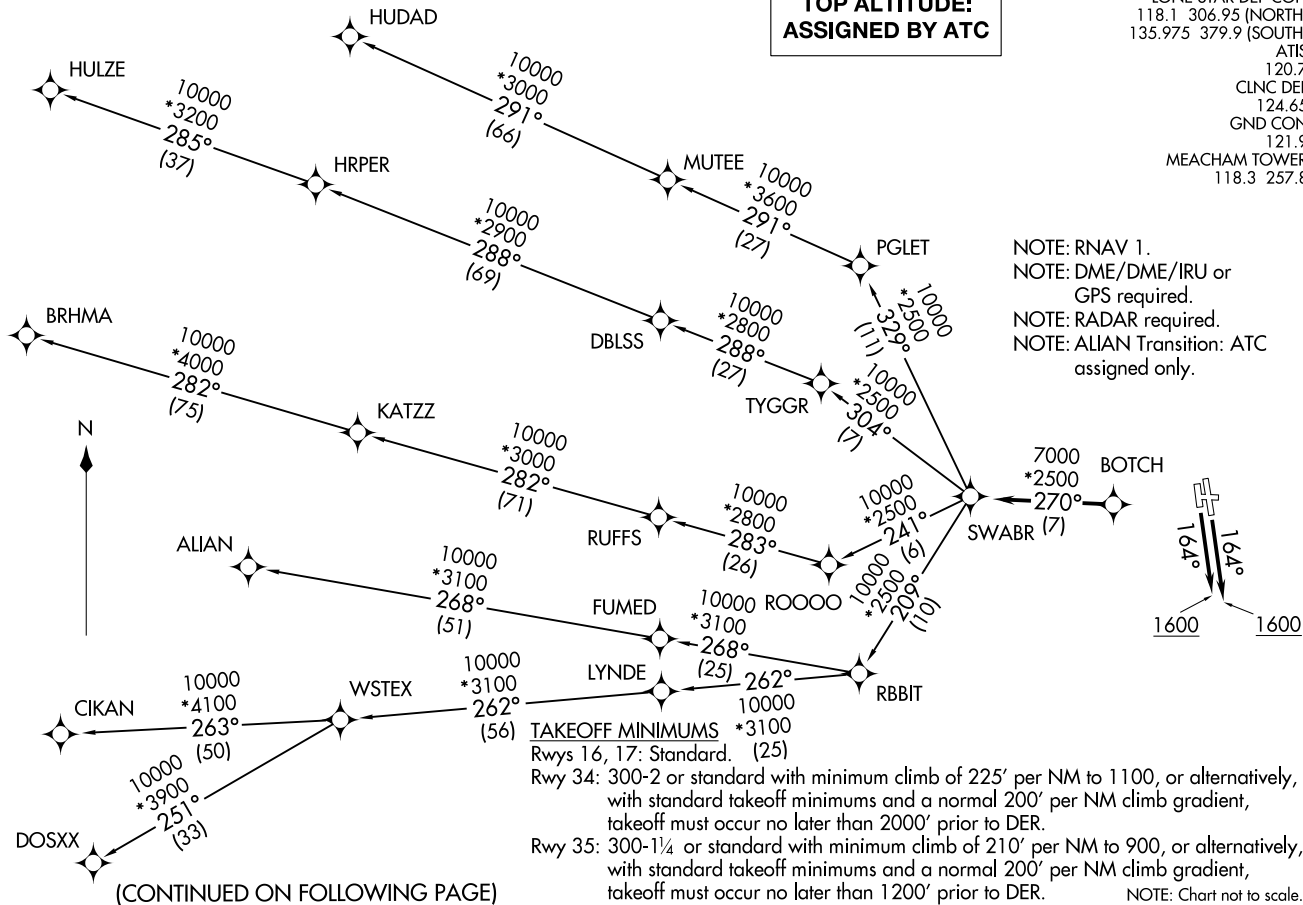 TOP ALTITUDE:
ASSIGNED BY ATC
118.1 306.95 (NORTH
135.975 379.9 (SOUTH
ATIS
120.7
CLNC DEL
124.65
GND CON
121.9
MEACHAM TOWER
118.3 257.8
HUDAD
10000
*3000
291°
(66)
HULZE
10000
*3200
285°
(37)
HRPER
MUTEE
10000
*3600
291°
(27)
PGLET
10000
*2900
288°
(69)
NOTE: RNAV 1.
NOTE: DME/DME/IRU or
GPS required.
NOTE: RADAR required.
NOTE: ALIAN Transition: ATC
assigned only.
10000
*2500
329°
(11)
BRHMA
10000
*4000
282°
(75)
DBLSS
10000
*2800
288°
(27)
TYGGR
10000
*2500
304°
(7)
N
KATZZ
10000
*3000
282°
(71)
7000
*2500
270°
(7)
BOTCH
SWABR
RUFFS
10000
*2800
283°
(26)
10000
*2500
241°
(6)
ROOOO
10000
*2500
209°
(10)
164°
164°
1600
1600
ALIAN
10000
*3100
268°
(51)
FUMED
10000
*3100
268°
(25)
RBBIT
LYNDE
262°
10000
*3100
(25)
WSTEX
10000
*3100
262°
(56)
CIKAN
10000
*4100
263°
(50)
10000
*3900
251°
(33)
DOSXX
TAKEOFF MINIMUMS
Rwys 16, 17: Standard.
Rwy 34: 300-2 or standard with minimum climb of 225' per NM to 1100, or alternatively,
with standard takeoff minimums and a normal 200' per NM climb gradient,
takeoff must occur no later than 2000' prior to DER.
Rwy 35: 300-1¼ or standard with minimum climb of 210' per NM to 900, or alternatively,
with standard takeoff minimums and a normal 200' per NM climb gradient,
takeoff must occur no later than 1200' prior to DER.
NOTE: Chart not to scale.
(CONTINUED ON FOLLOWING PAGE)